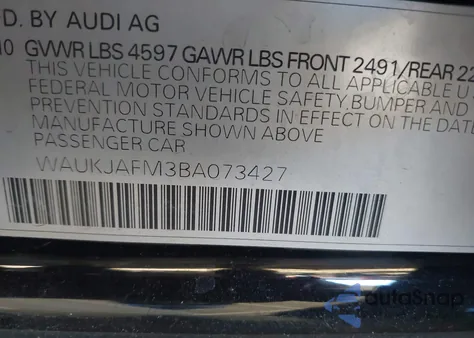 D. BY AUDI AG
10 GVWR LBS 4597 GAWR LBS FRONT 2491/REAR 22
THIS VEHICLE CONFORMS TO ALL APPLICABLE U.
FEDERAL MOTOR VEHICLE SAFETY, BUMPER AND
PREVENTION STANDARDS IN EFFECT ON THE DATE
MANUFACTURE SHOWN ABOVE
PASSENGER CAR
WAUKJAFM3BA073427
autoSnap